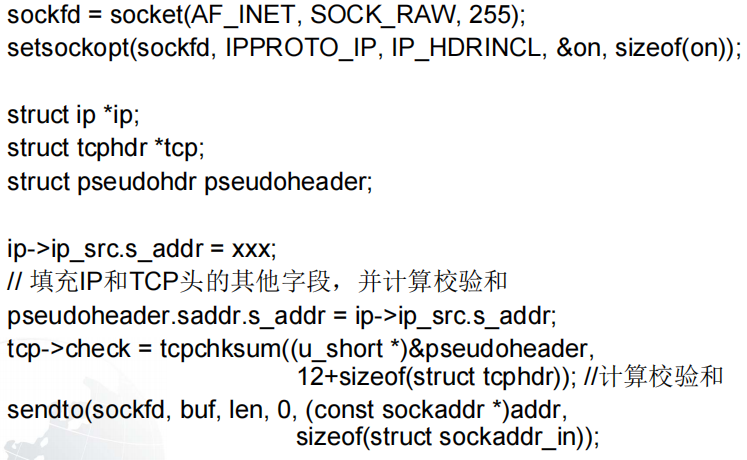 sockfd = socket(AF_INET, SOCK_RAW, 255);
setsockopt(sockfd, IPPROTO_IP, IP_HDRINCL, &on, sizeof(on));
struct ip *ip;
struct tcphdr *tcp;
struct pseudohdr pseudoheader;
ip->ip_src.s_addr = xxx;
// 填充IP和TCP头的其他字段，并计算校验和
pseudoheader.saddr.s_addr = ip->ip_src.s_addr;
tcp->check = tcpchksum((u_short *)&pseudoheader,
12+sizeof(struct tcphdr)); //计算校验和
sendto(sockfd, buf, len, 0, (const sockaddr *)addr,
sizeof(struct sockaddr_in));